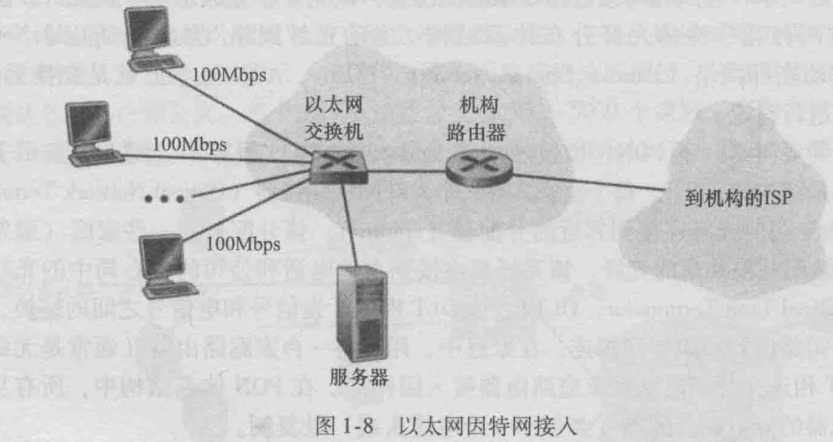 100Mbps
以太网
交换机
机构
路由器
100Mbps
到机构的ISP
100Mbps
服务器
图 1-8 以太网因特网接入